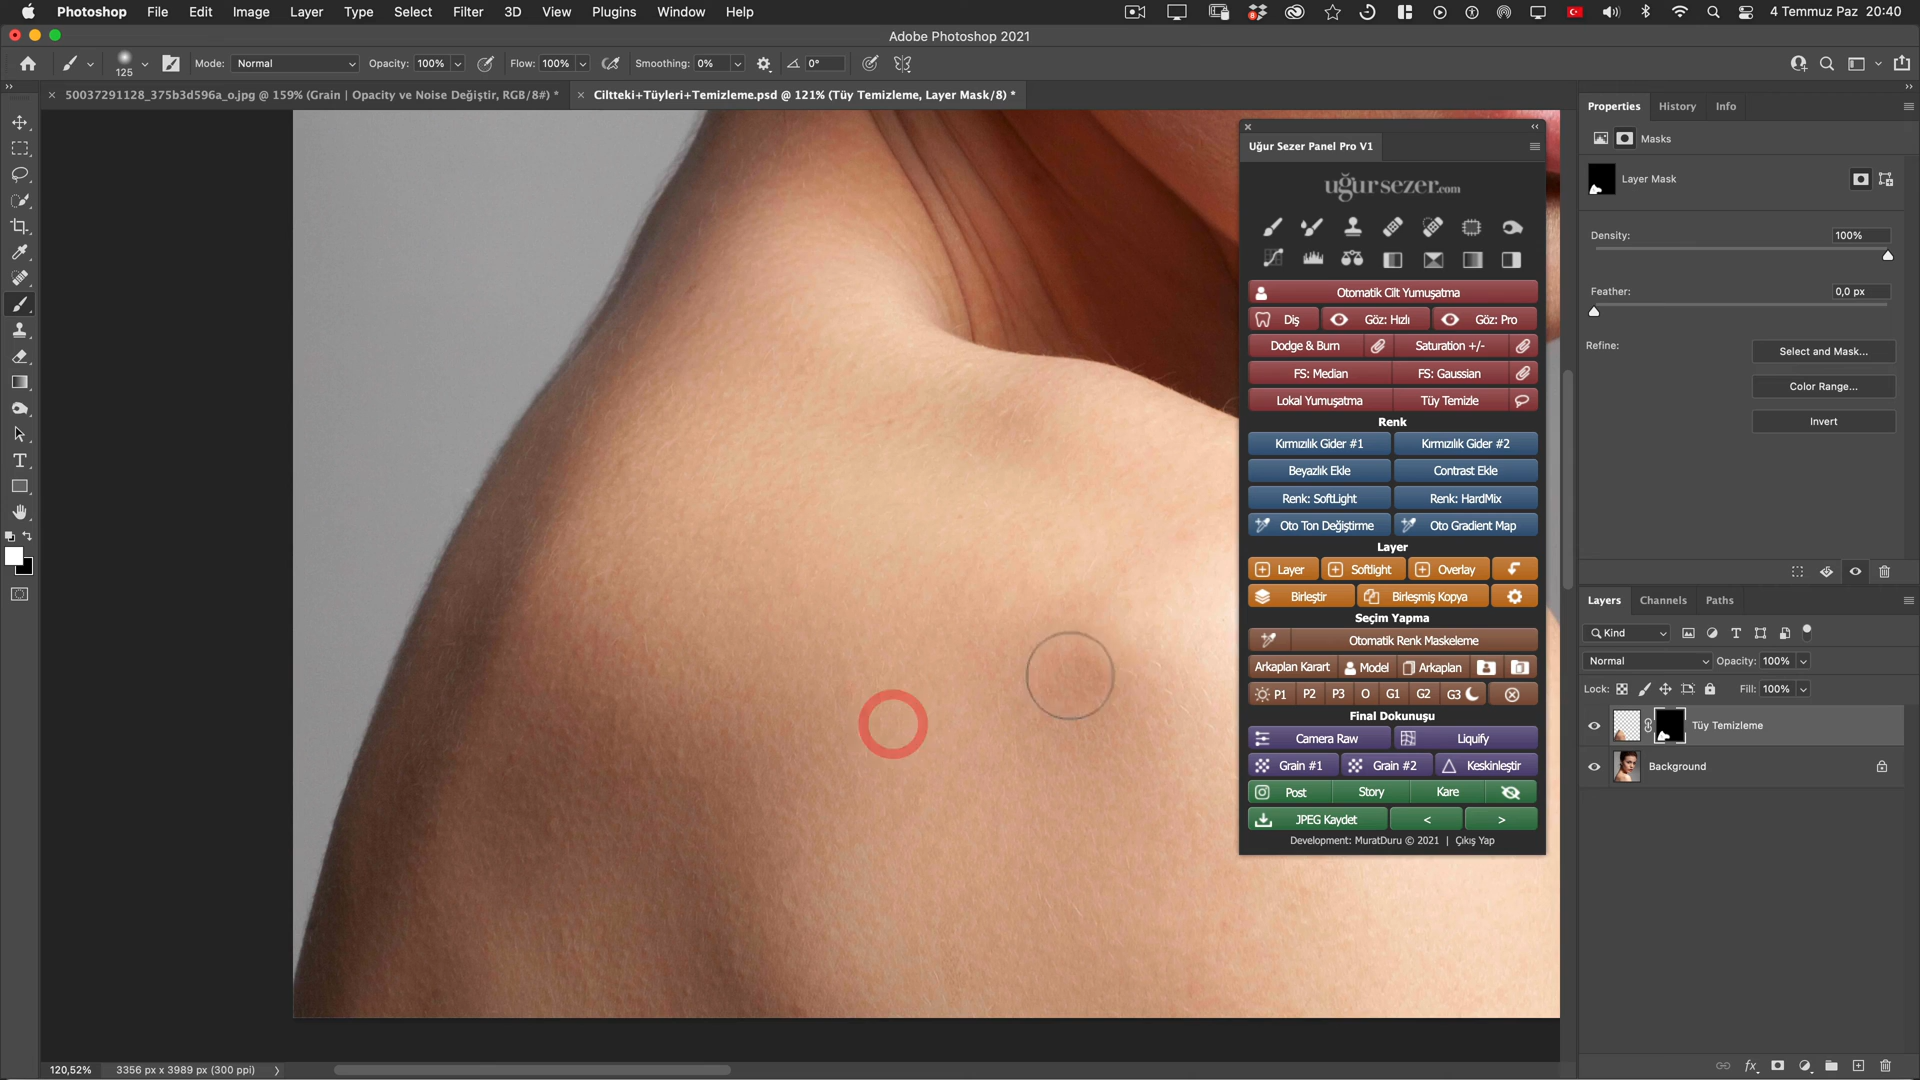 Photoshop File Edit Image Layer Type Select Filter 3D View Plugins Window Help 8 4 Temmuz Paz 20:40
Adobe Photoshop 2021
125 Mode: Normal Opacity: 100% Flow: 100% Smoothing: 0% 0°
50037291128_375b3d596a_o.jpg @ 159% (Grain | Opacity ve Noise Değiştir, RGB/8#) * Ciltteki+Tüyleri+Temizleme.psd @ 121% (Tüy Temizleme, Layer Mask/8) *
Uğur Sezer Panel Pro V1
uğursezer.com
Otomatik Cilt Yumuşatma
Diş Göz: Hızlı Göz: Pro
Dodge & Burn Saturation +/-
FS: Median FS: Gaussian
Lokal Yumuşatma Tüy Temizle
Renk
Kırmızılık Gider #1 Kırmızılık Gider #2
Beyazlık Ekle Contrast Ekle
Renk: SoftLight Renk: HardMix
Oto Ton Değiştirme Oto Gradient Map
Layer
Layer Softlight Overlay
Birleştir Birleşmiş Kopya
Seçim Yapma
Otomatik Renk Maskeleme
Arkaplan Karart Model Arkaplan
P1 P2 P3 O G1 G2 G3
Final Dokunuşu
Camera Raw Liquify
Grain #1 Grain #2 Keskinleştir
Post Story Kare
JPEG Kaydet < >
Development: MuratDuru © 2021 | Çıkış Yap
Properties History Info
Masks
Layer Mask
Density: 100%
Feather: 0,0 px
Refine: Select and Mask...
Color Range...
Invert
Layers Channels Paths
Kind
Normal Opacity: 100%
Lock: Fill: 100%
Tüy Temizleme
Background
120,52% 3356 px x 3989 px (300 ppi)